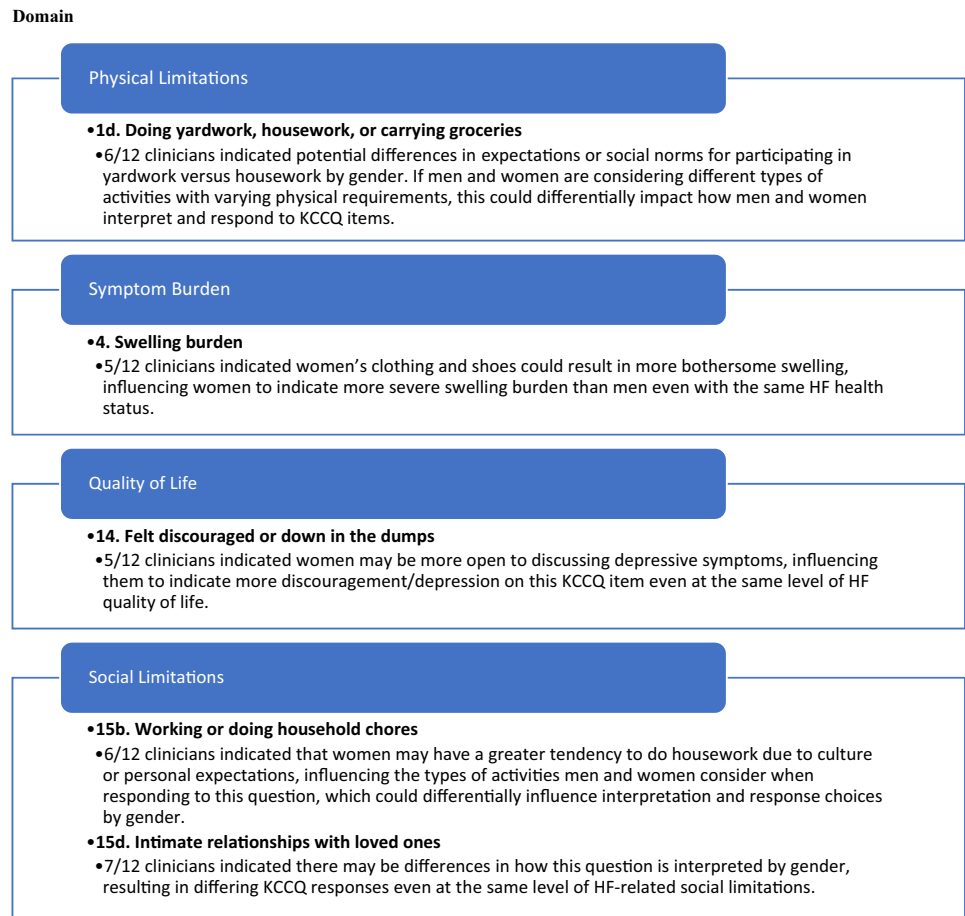 Domain
Physical Limitations
•1d. Doing yardwork, housework, or carrying groceries
•6/12 clinicians indicated potential differences in expectations or social norms for participating in
yardwork versus housework by gender. If men and women are considering different types of
activities with varying physical requirements, this could differentially impact how men and women
interpret and respond to KCCQ items.
Symptom Burden
•4. Swelling burden
•5/12 clinicians indicated women’s clothing and shoes could result in more bothersome swelling,
influencing women to indicate more severe swelling burden than men even with the same HF health
status.
Quality of Life
•14. Felt discouraged or down in the dumps
•5/12 clinicians indicated women may be more open to discussing depressive symptoms, influencing
them to indicate more discouragement/depression on this KCCQ item even at the same level of HF
quality of life.
Social Limitations
•15b. Working or doing household chores
•6/12 clinicians indicated that women may have a greater tendency to do housework due to culture
or personal expectations, influencing the types of activities men and women consider when
responding to this question, which could differentially influence interpretation and response choices
by gender.
•15d. Intimate relationships with loved ones
•7/12 clinicians indicated there may be differences in how this question is interpreted by gender,
resulting in differing KCCQ responses even at the same level of HF-related social limitations.